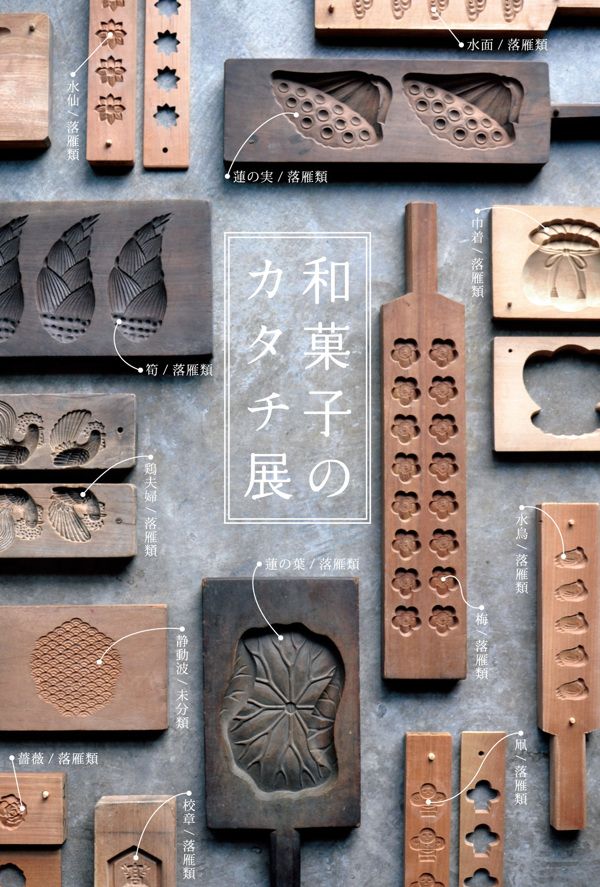 和菓子の
カタチ展
水面 / 落雁類
水仙 / 落雁類
蓮の実 / 落雁類
巾着 / 落雁類
筍 / 落雁類
鶏夫婦 / 落雁類
水鳥 / 落雁類
蓮の葉 / 落雁類
梅 / 落雁類
静動波 / 未分類
凧 / 落雁類
薔薇 / 落雁類
校章 / 落雁類